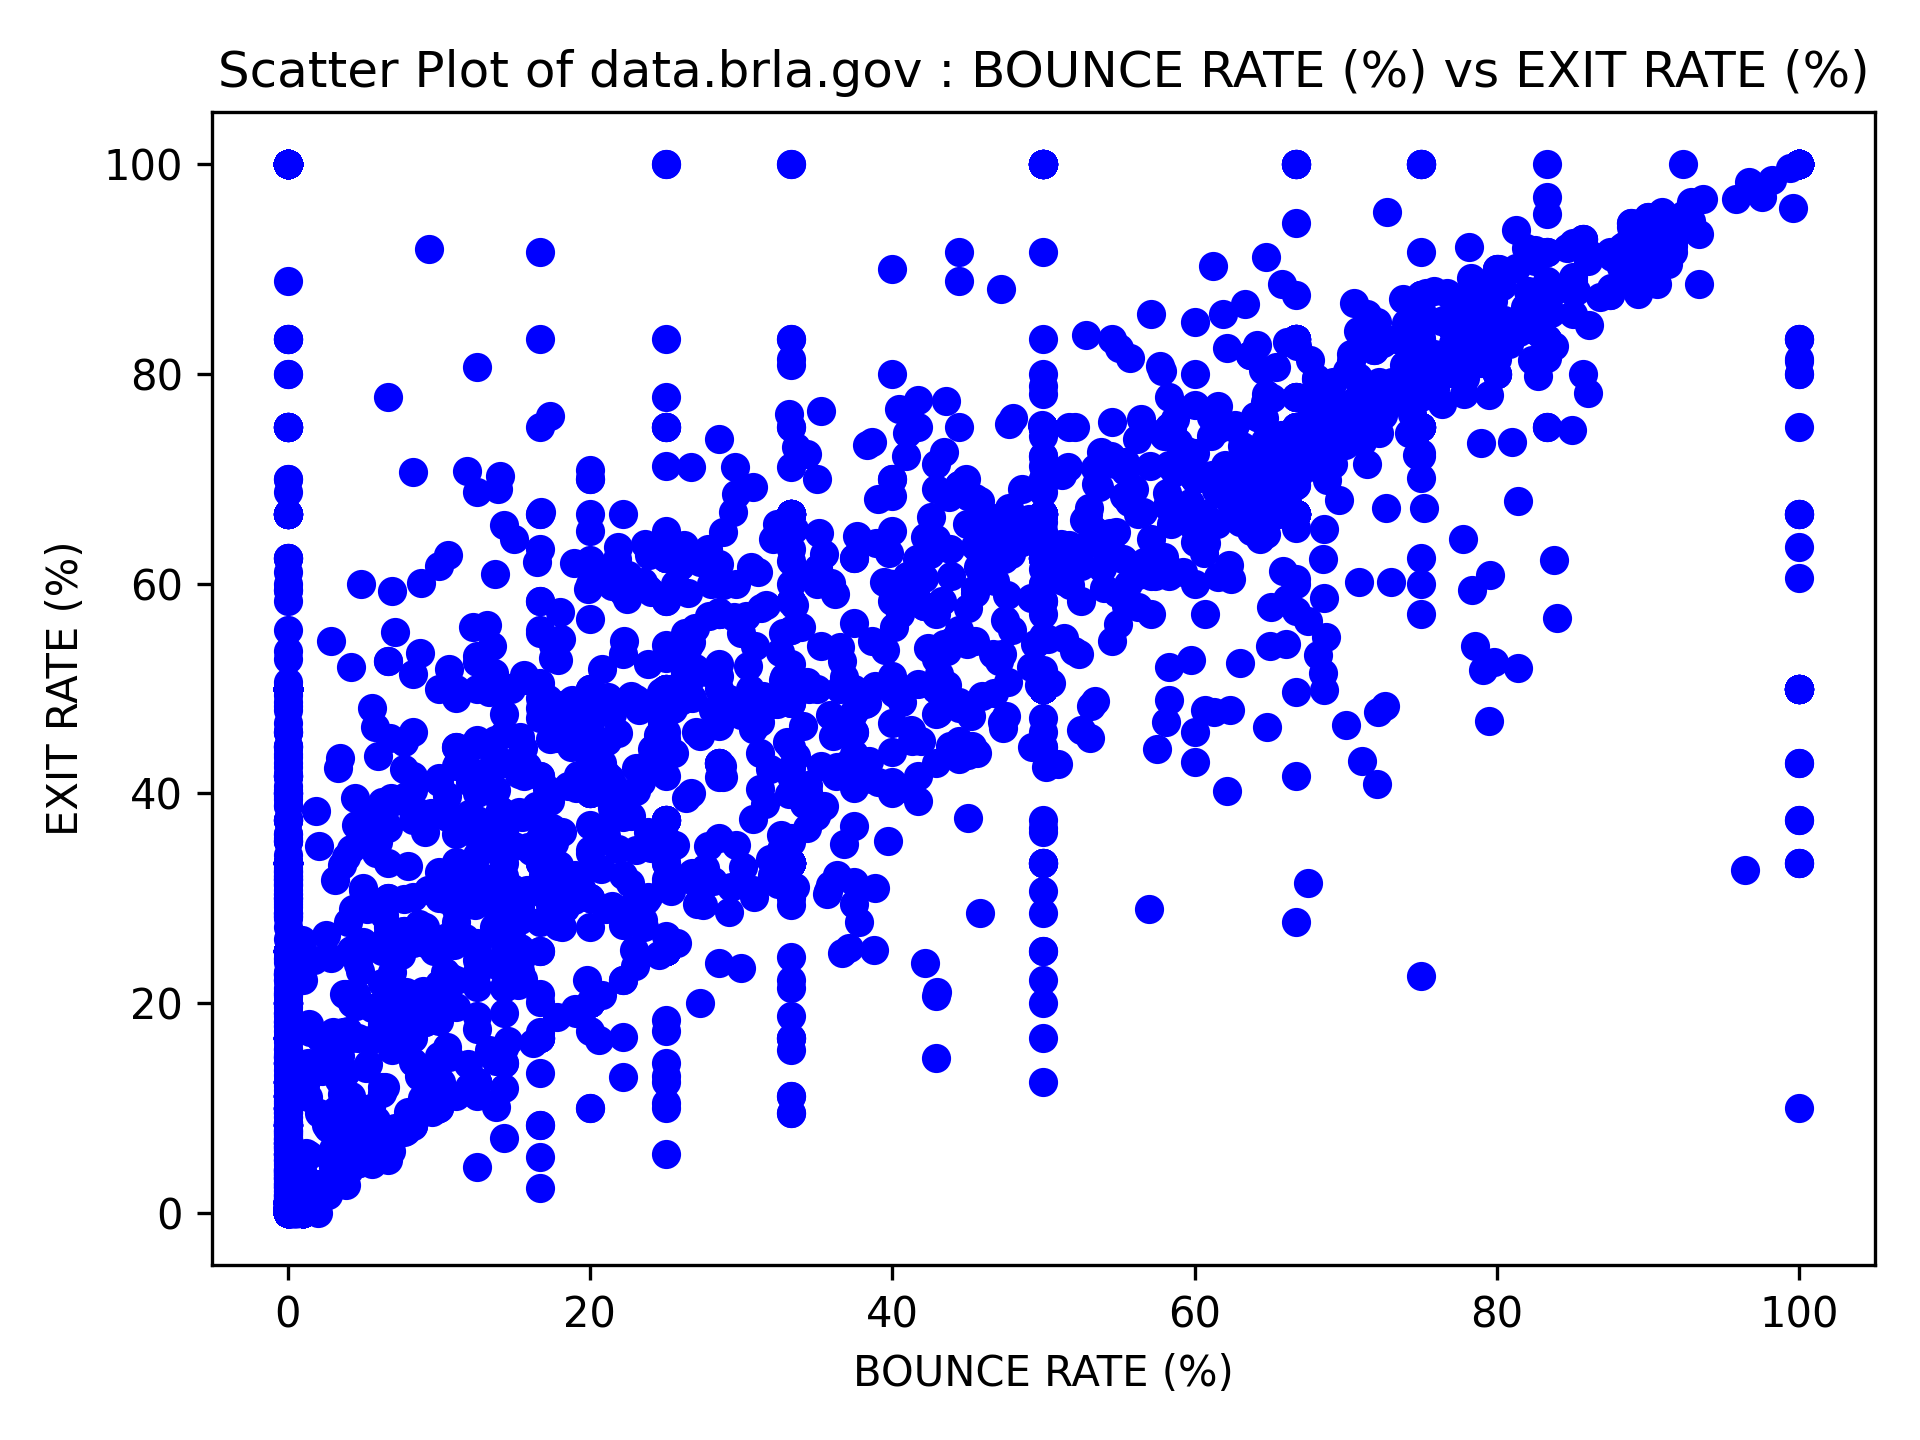 Scatter Plot of data.brla.gov : BOUNCE RATE (%) vs EXIT RATE (%)
100
80
60
40
20
0
EXIT RATE (%)
0 20 40 60 80 100
BOUNCE RATE (%)